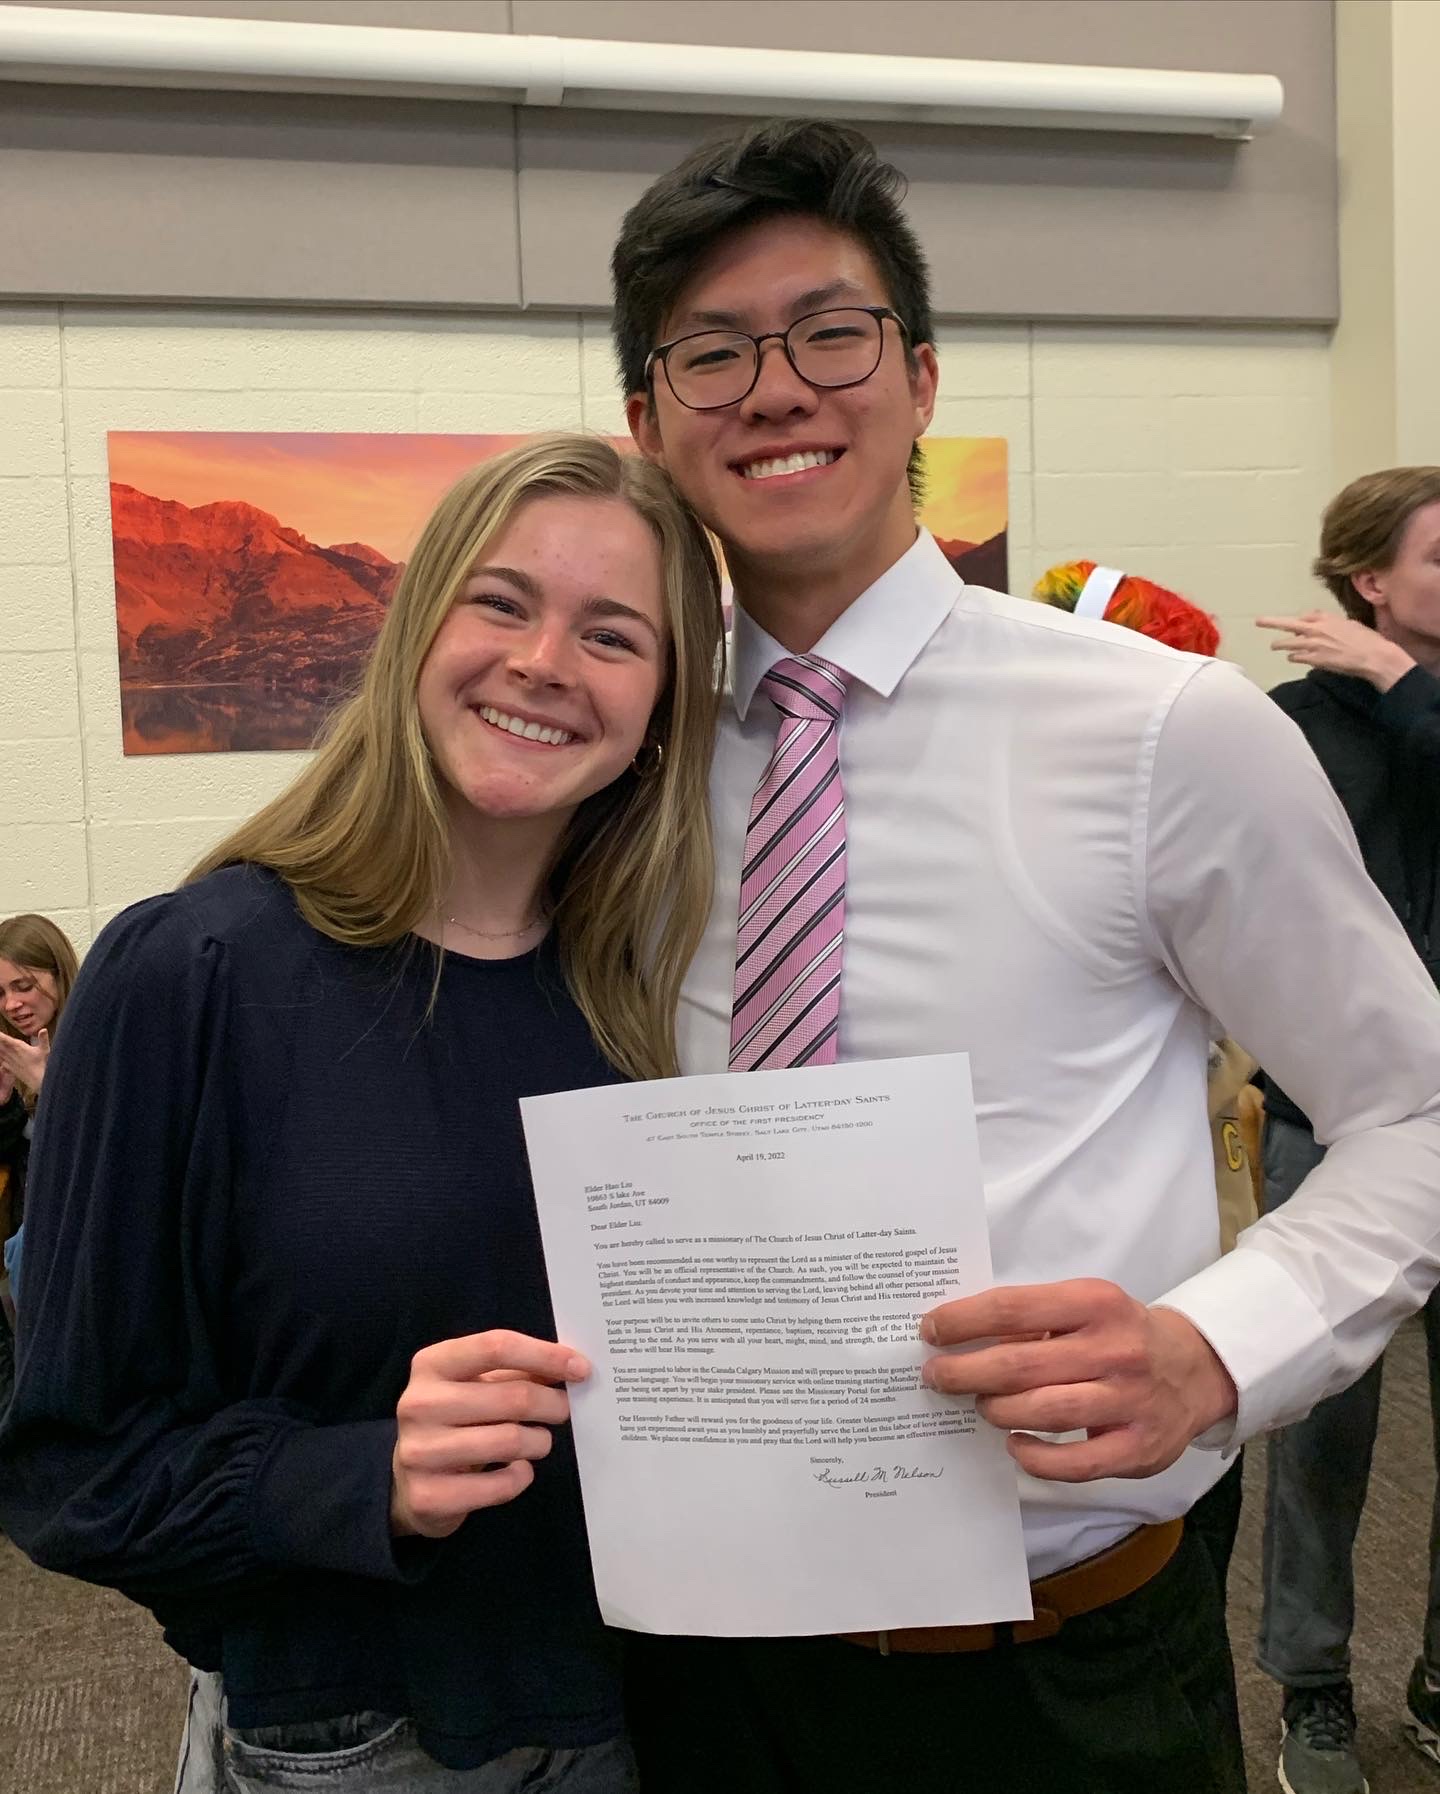 THE CHURCH OF JESUS CHRIST OF LATTER-DAY SAINTS
OFFICE OF THE FIRST PRESIDENCY
47 EAST SOUTH TEMPLE STREET, SALT LAKE CITY, UTAH 84150-1200
April 19, 2022
Elder Hao Liu
10863 S lake Ave
South Jordan, UT 84009
Dear Elder Liu:
You are hereby called to serve as a missionary of The Church of Jesus Christ of Latter-day Saints.
You have been recommended as one worthy to represent the Lord as a minister of the restored gospel of Jesus
Christ. You will be an official representative of the Church. As such, you will be expected to maintain the
highest standards of conduct and appearance, keep the commandments, and follow the counsel of your mission
president. As you devote your time and attention to serving the Lord, leaving behind all other personal affairs,
the Lord will bless you with increased knowledge and testimony of Jesus Christ and His restored gospel.
Your purpose will be to invite others to come unto Christ by helping them receive the restored
faith in Jesus Christ and His Atonement, repentance, baptism, receiving the gift of the Holy
enduring to the end. As you serve with all your heart, might, mind, and strength, the Lord will
those who will hear His message.
You are assigned to labor in the Canada Calgary Mission and will prepare to preach the gospel in
Chinese language. You will begin your missionary service with online training starting Monday,
after being set apart by your stake president. Please see the Missionary Portal for additional
your training experience. It is anticipated that you will serve for a period of 24 months.
Our Heavenly Father will reward you for the goodness of your life. Greater blessings and more joy than you
have yet experienced await you as you humbly and prayerfully serve the Lord in this labor of love among His
children. We place our confidence in you and pray that the Lord will help you become an effective missionary.
Sincerely,
Russell M Nelson
President
C